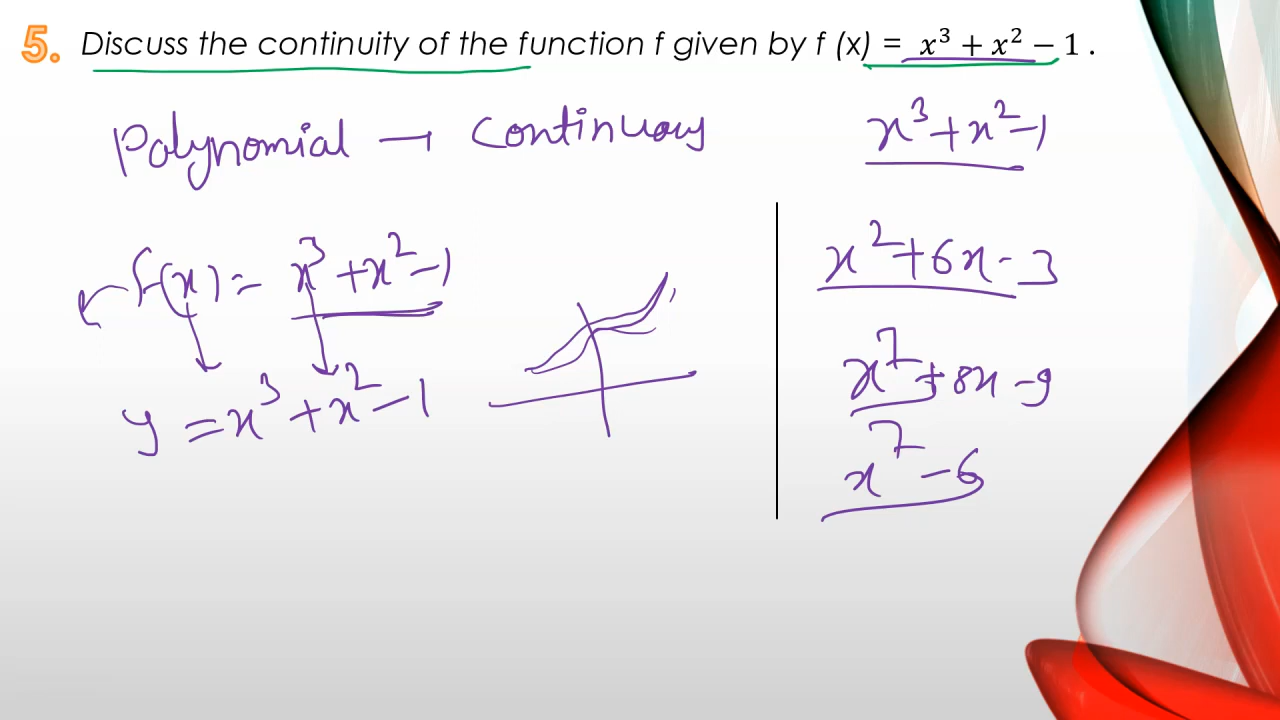 5. Discuss the continuity of the function f given by f (x) = x³ + x² − 1 .
Polynomial → Continuous
x³+x²-1
f(x) = x³+x²-1
y = x³+x²-1
x²+6x-3
x⁷+8x-9
x⁷-6